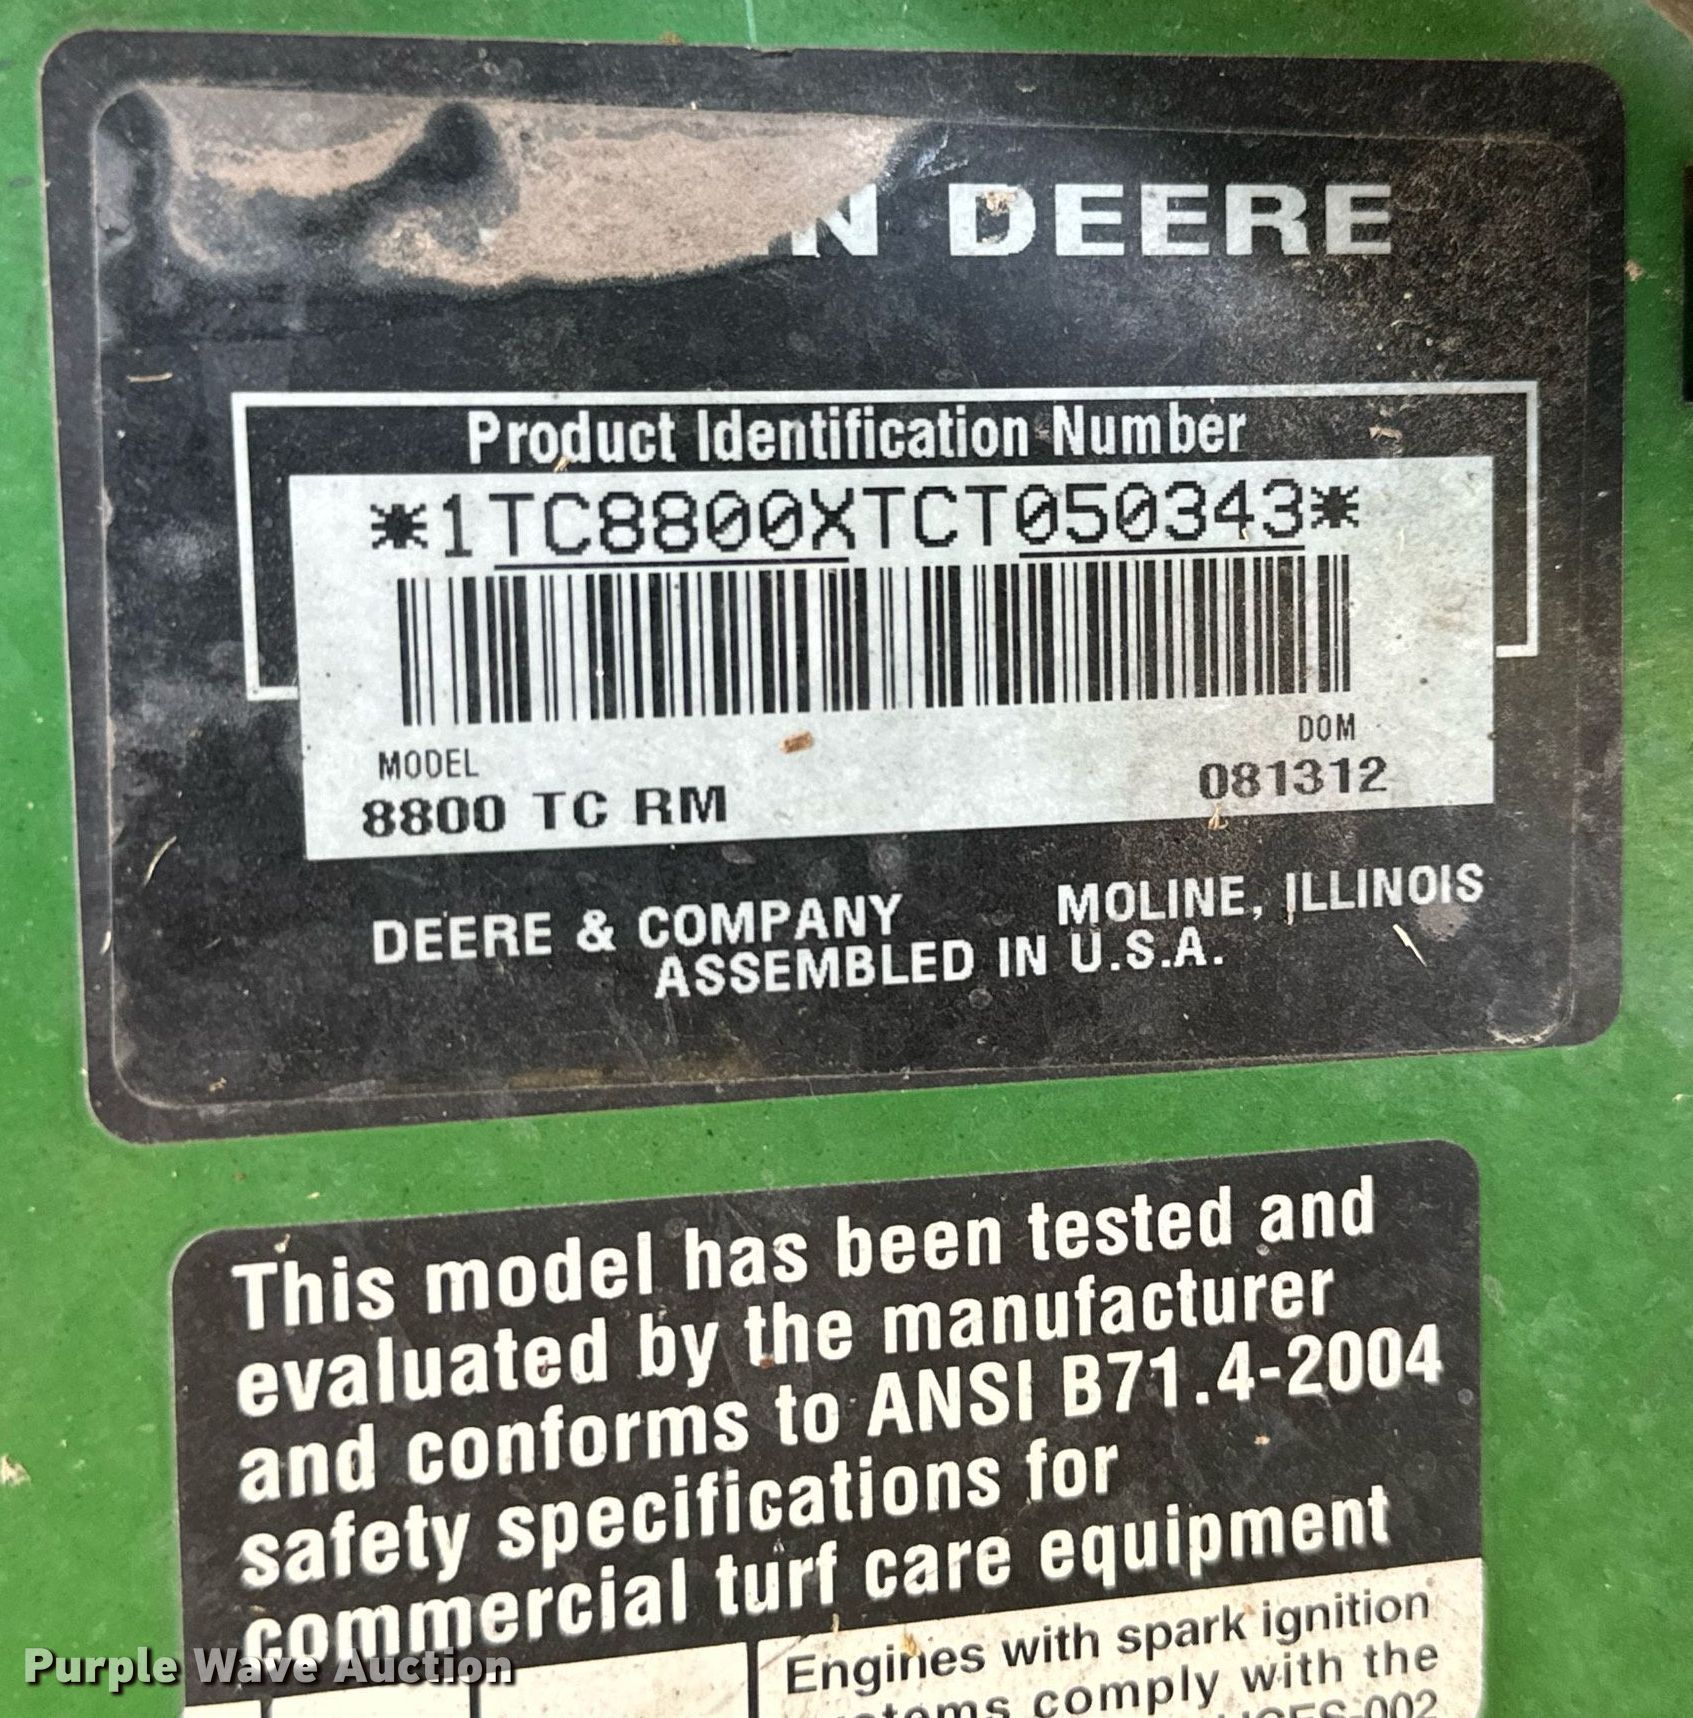 N DEERE
Product Identification Number
*1TC8800XTCT050343*
MODEL
DOM
8800 TC RM
081312
DEERE & COMPANY MOLINE, ILLINOIS
ASSEMBLED IN U.S.A.
This model has been tested and
evaluated by the manufacturer
and conforms to ANSI B71.4-2004
safety specifications for
commercial turf care equipment
Engines with spark ignition
comply with the
Purple Wave Auction